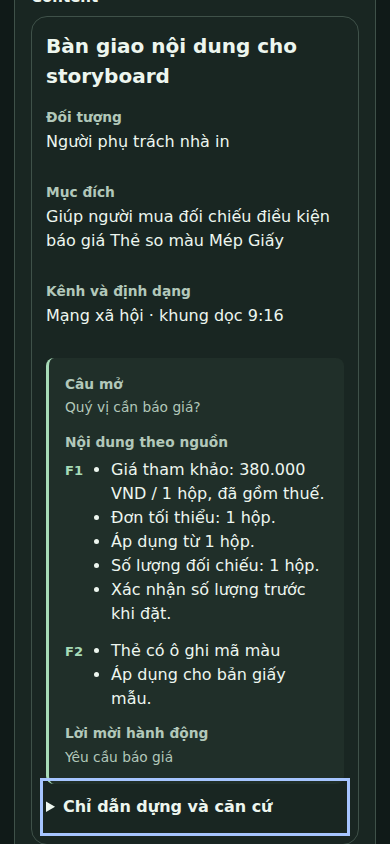 Content
Bàn giao nội dung cho
storyboard
Đối tượng
Người phụ trách nhà in
Mục đích
Giúp người mua đối chiếu điều kiện
báo giá Thẻ so màu Mép Giấy
Kênh và định dạng
Mạng xã hội · khung dọc 9:16
Câu mở
Quý vị cần báo giá?
Nội dung theo nguồn
F1 • Giá tham khảo: 380.000
VND / 1 hộp, đã gồm thuế.
• Đơn tối thiểu: 1 hộp.
• Áp dụng từ 1 hộp.
• Số lượng đối chiếu: 1 hộp.
• Xác nhận số lượng trước
khi đặt.
F2 • Thẻ có ô ghi mã màu
• Áp dụng cho bản giấy
mẫu.
Lời mời hành động
Yêu cầu báo giá
Chỉ dẫn dựng và căn cứ